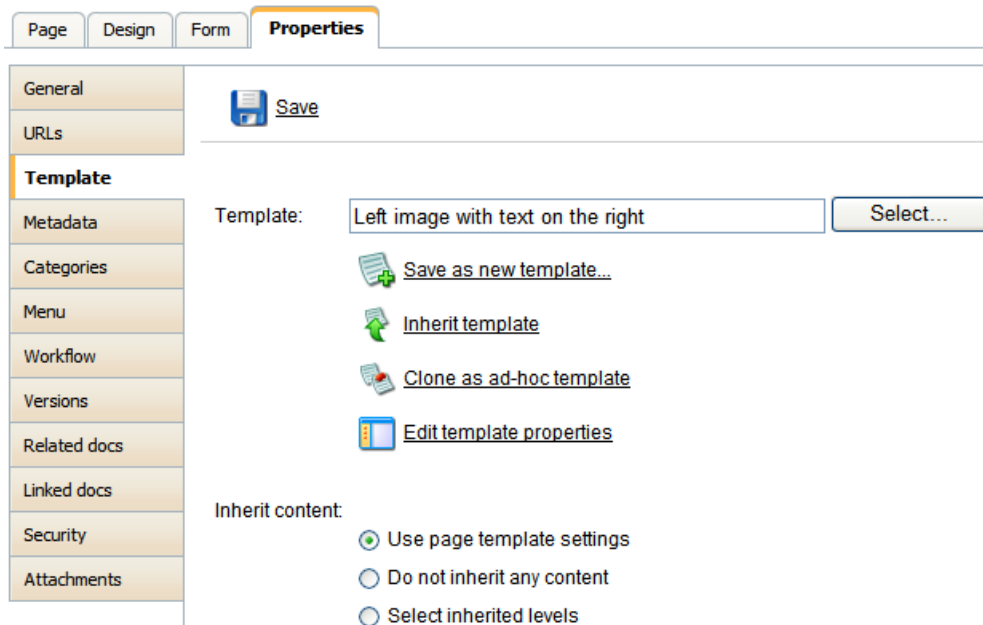 Page Design Form Properties
General
Save
URLs
Template
Metadata
Template: Left image with text on the right Select...
Categories
Save as new template...
Menu
Inherit template
Workflow
Clone as ad-hoc template
Versions
Related docs
Edit template properties
Linked docs
Inherit content:
Security
Use page template settings
Attachments
Do not inherit any content
Select inherited levels